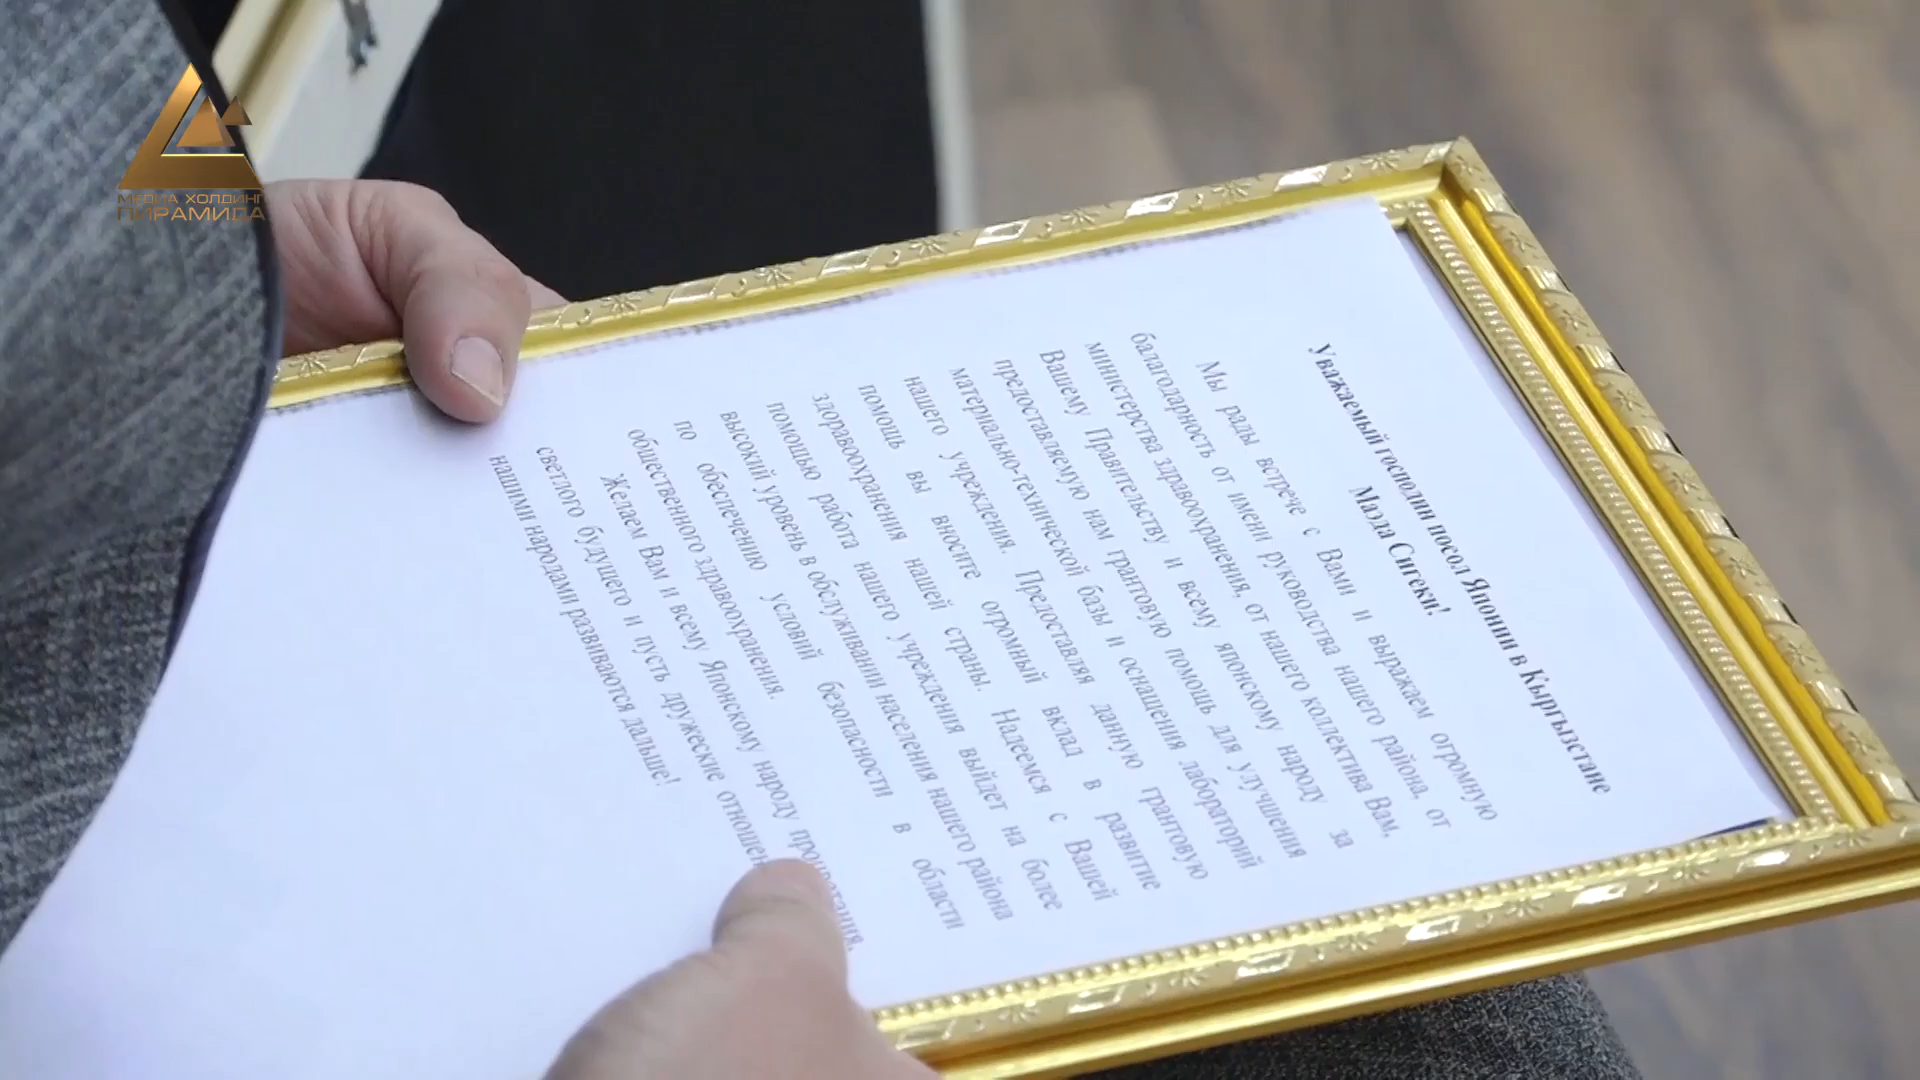 МЕДИА ХОЛДИНГ
ПИРАМИДА
Уважаемый господин посол Японии в Кыргызстане
Маэда Сигеки!
Мы рады встрече с Вами и выражаем огромную
благодарность от имени руководства нашего района, от
министерства здравоохранения, от нашего коллектива Вам,
Вашему Правительству и всему японскому народу за
предоставляемую нам грантовую помощь для улучшения
материально-технической базы и оснащения лабораторий
нашего учреждения. Предоставляя данную грантовую
помощь вы вносите огромный вклад в развитие
здравоохранения нашей страны. Надеемся с Вашей
помощью работа нашего учреждения выйдет на более
высокий уровень в обслуживании населения нашего района
по обеспечению условий безопасности в области
общественного здравоохранения.
Желаем Вам и всему Японскому народу процветания,
светлого будущего и пусть дружеские
нашими народами развиваются дальше!